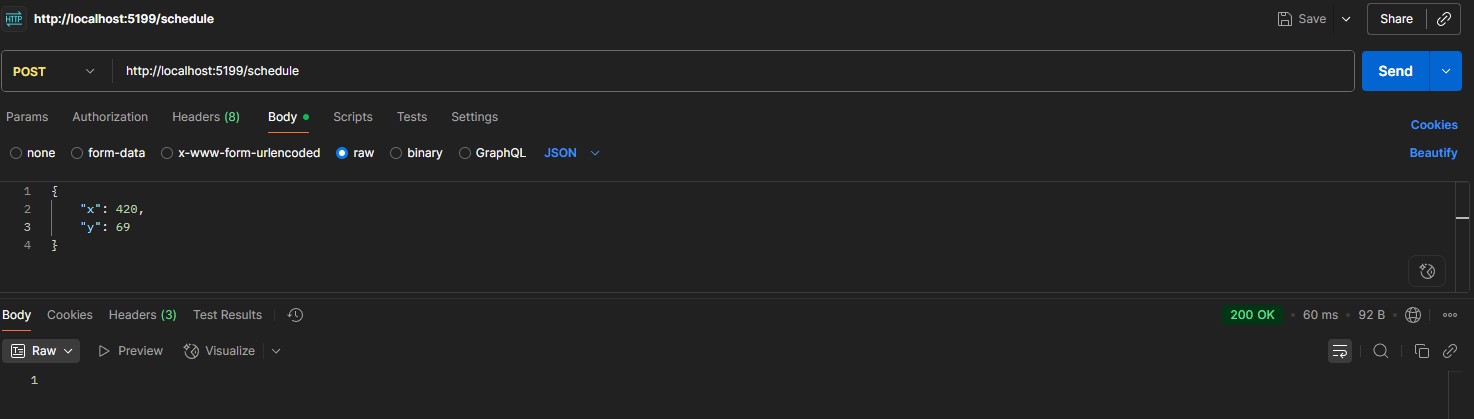 HTTP http://localhost:5199/schedule Save Share
POST http://localhost:5199/schedule Send
Params Authorization Headers (8) Body Scripts Tests Settings Cookies
none form-data x-www-form-urlencoded raw binary GraphQL JSON Beautify
1 {
2 "x": 420,
3 "y": 69
4 }
Body Cookies Headers (3) Test Results 200 OK 60 ms 92 B
Raw Preview Visualize
1